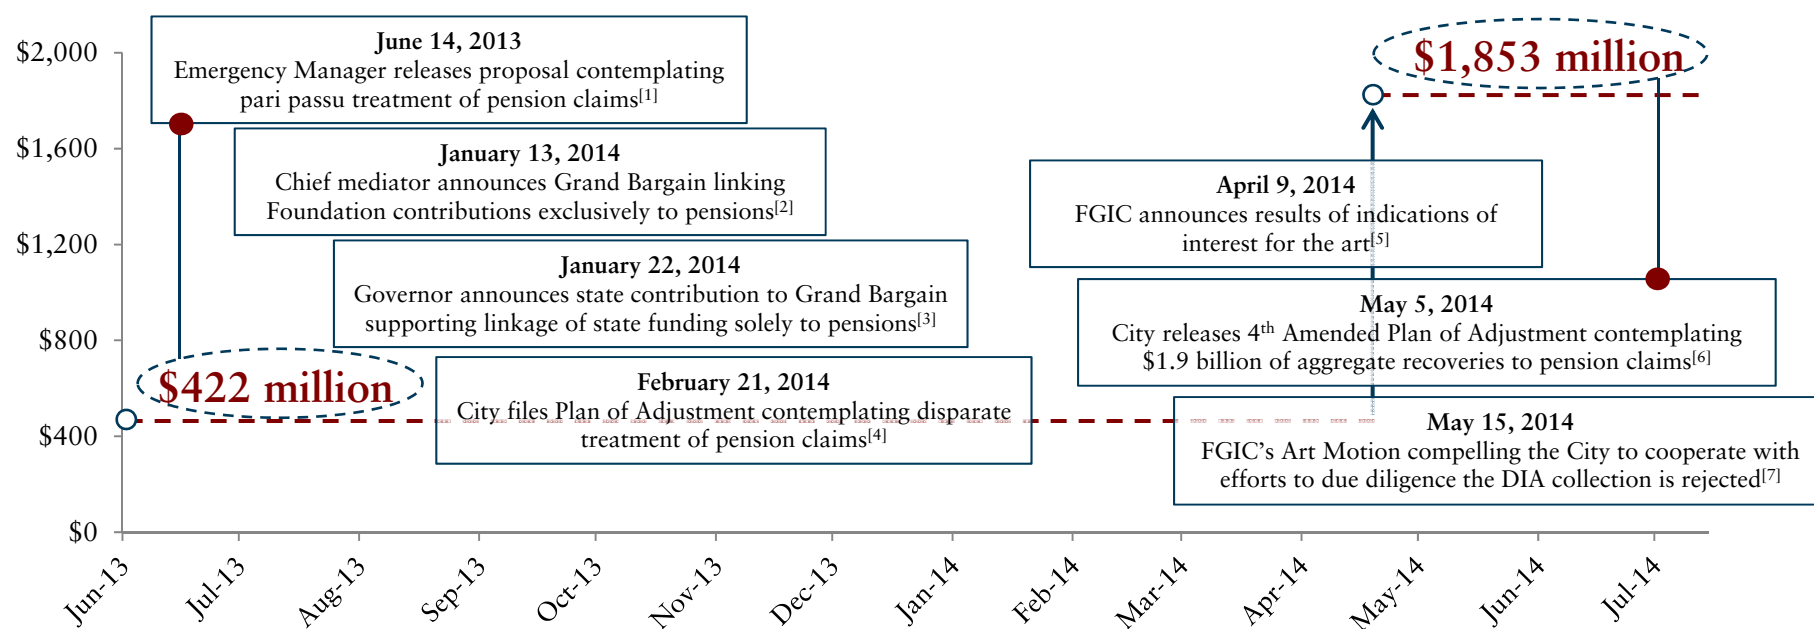 $2,000
$1,600
$1,200
$800
$400
$0
June 14, 2013
Emergency Manager releases proposal contemplating
pari passu treatment of pension claims[1]
January 13, 2014
Chief mediator announces Grand Bargain linking
Foundation contributions exclusively to pensions[2]
January 22, 2014
Governor announces state contribution to Grand Bargain
supporting linkage of state funding solely to pensions[3]
$422 million
February 21, 2014
City files Plan of Adjustment contemplating disparate
treatment of pension claims[4]
$1,853 million
April 9, 2014
FGIC announces results of indications of
interest for the art[5]
May 5, 2014
City releases 4th Amended Plan of Adjustment contemplating
$1.9 billion of aggregate recoveries to pension claims[6]
May 15, 2014
FGIC’s Art Motion compelling the City to cooperate with
efforts to due diligence the DIA collection is rejected[7]
Jun-13
Jul-13
Aug-13
Sep-13
Oct-13
Nov-13
Dec-13
Jan-14
Feb-14
Mar-14
Apr-14
May-14
Jun-14
Jul-14